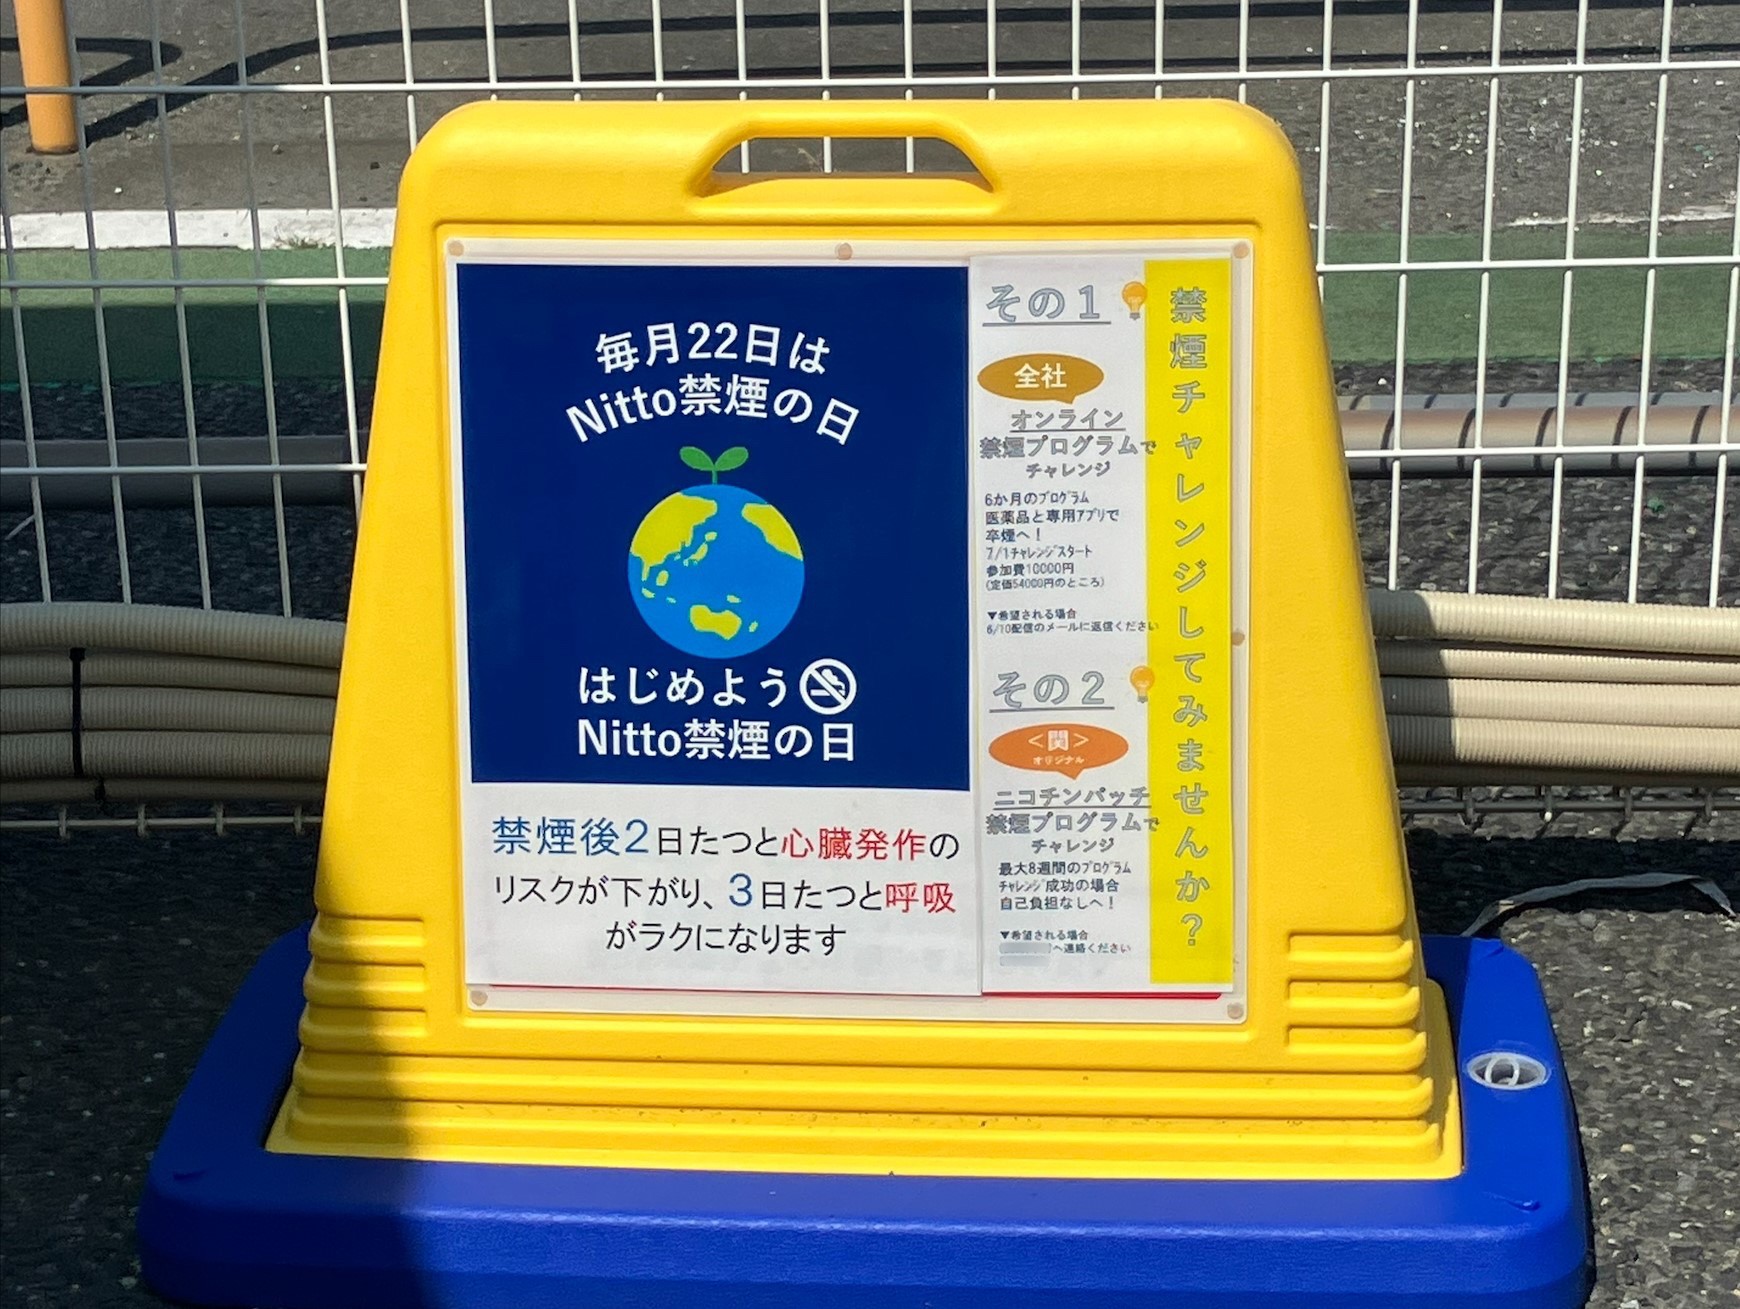 毎月22日は
Nitto禁煙の日
はじめよう
Nitto禁煙の日
禁煙後2日たつと心臓発作の
リスクが下がり、3日たつと呼吸
がラクになります
禁煙チャレンジしてみませんか？
その1
全社
オンライン
禁煙プログラムで
チャレンジ
6か月のプログラム
医薬品と専用アプリで
卒煙へ！
7/1チャレンジスタート
参加費10000円
(定価54000円のところ)
▼希望される場合
6/10配信のメールに返信ください
その2
＜関＞
オリジナル
ニコチンパッチ
禁煙プログラムで
チャレンジ
最大8週間のプログラム
チャレンジ成功の場合
自己負担なしへ！
▼希望される場合
へ連絡ください